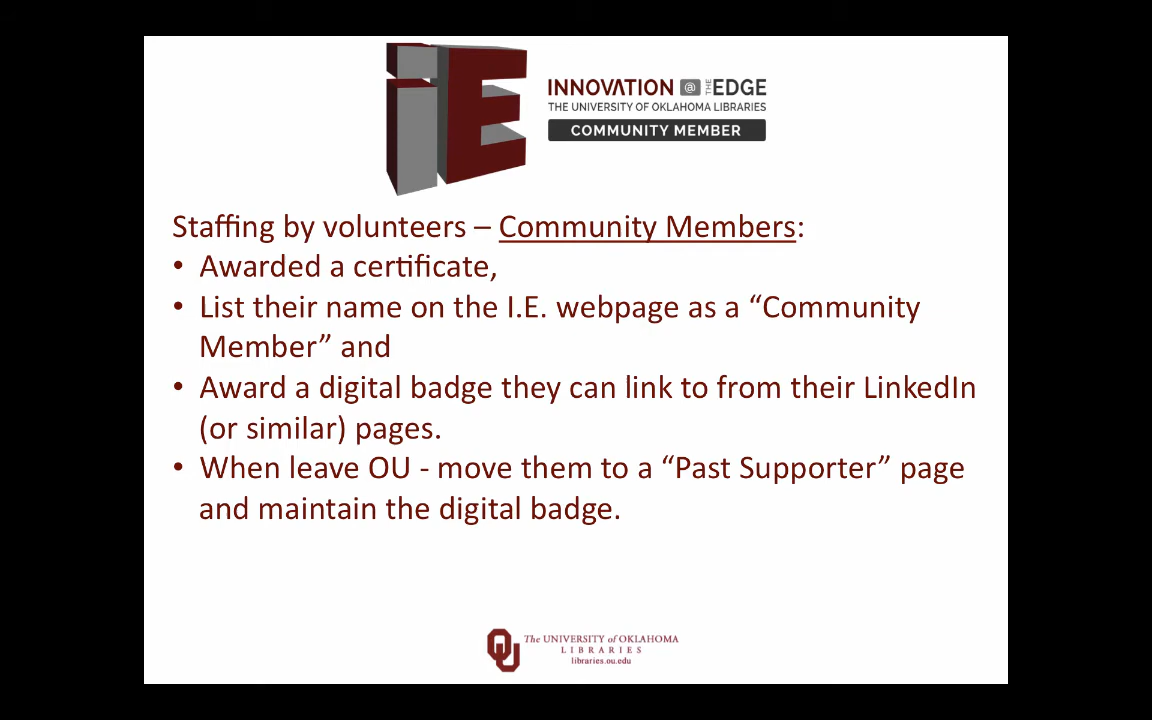 iE
INNOVATION @ THE EDGE
THE UNIVERSITY OF OKLAHOMA LIBRARIES
COMMUNITY MEMBER
Staffing by volunteers – Community Members:
• Awarded a certificate,
• List their name on the I.E. webpage as a “Community
Member” and
• Award a digital badge they can link to from their LinkedIn
(or similar) pages.
• When leave OU - move them to a “Past Supporter” page
and maintain the digital badge.
OU
The UNIVERSITY of OKLAHOMA
LIBRARIES
libraries.ou.edu